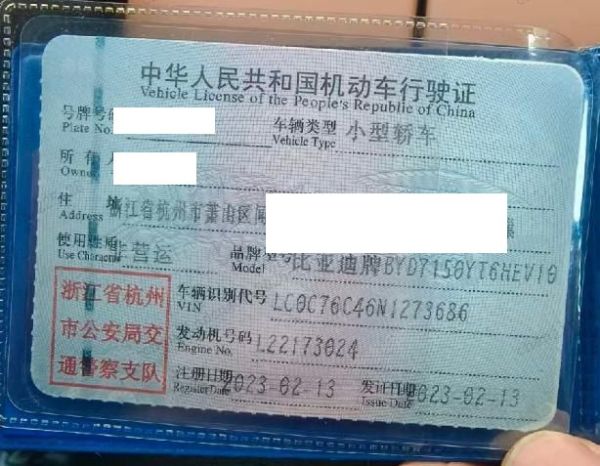 中华人民共和国机动车行驶证
Vehicle License of the People's Republic of China
号牌号 车辆类型 小型轿车
Plate No. Vehicle Type
所有人
Owner
住址 浙江省杭州市萧山区闻
Address
使用性质 非营运 品牌型号 比亚迪牌BYD7150YT6HEV10
Use Character Model
浙江省杭州
市公安局交
通警察支队
车辆识别代号 LC0C76C46N1273686
VIN
发动机号码 L22173024
Engine No.
注册日期 2023-02-13 发证日期 2023-02-13
Register Date Issue Date